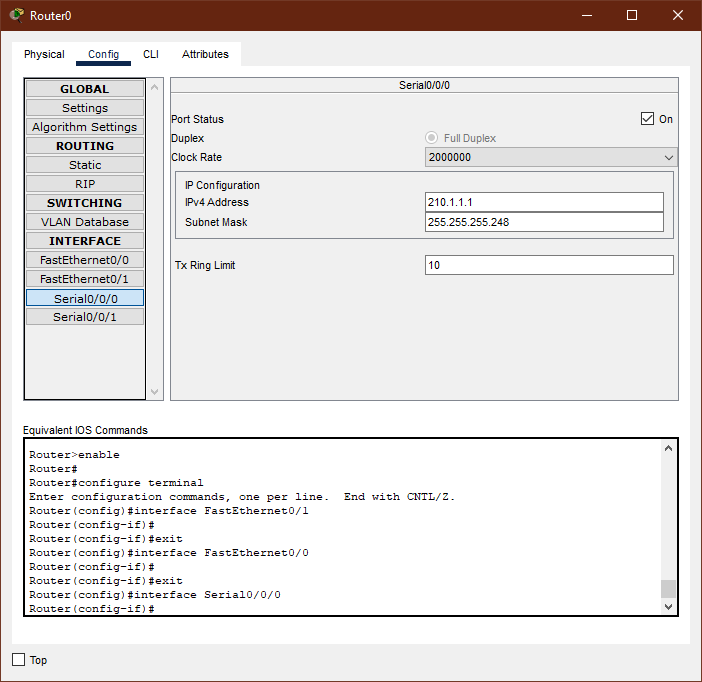 Router0
Physical Config CLI Attributes
GLOBAL
Settings
Algorithm Settings
ROUTING
Static
RIP
SWITCHING
VLAN Database
INTERFACE
FastEthernet0/0
FastEthernet0/1
Serial0/0/0
Serial0/0/1
Serial0/0/0
Port Status On
Duplex Full Duplex
Clock Rate 2000000
IP Configuration
IPv4 Address 210.1.1.1
Subnet Mask 255.255.255.248
Tx Ring Limit 10
Equivalent IOS Commands
Router>enable
Router#
Router#configure terminal
Enter configuration commands, one per line.  End with CNTL/Z.
Router(config)#interface FastEthernet0/1
Router(config-if)#
Router(config-if)#exit
Router(config)#interface FastEthernet0/0
Router(config-if)#
Router(config-if)#exit
Router(config)#interface Serial0/0/0
Router(config-if)#
Top